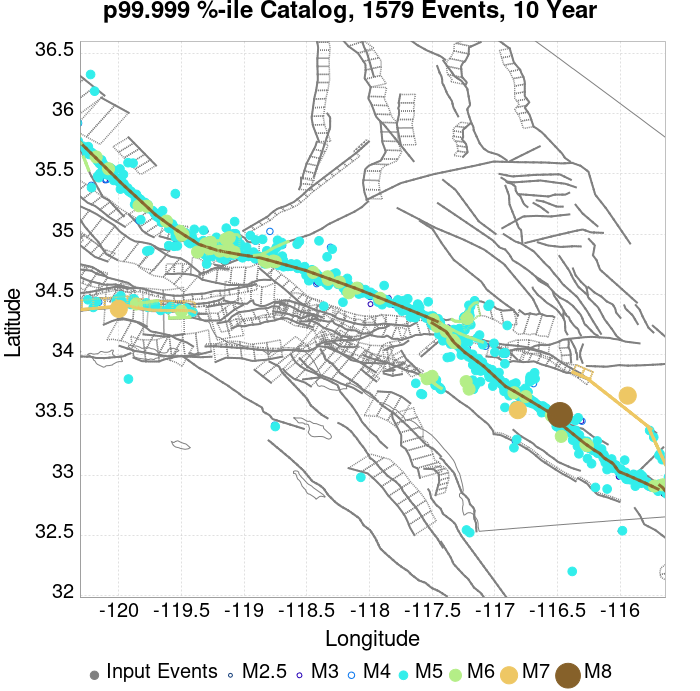 p99.999 %-ile Catalog, 1579 Events, 10 Year
36.5
36
35.5
35
34.5
34
33.5
33
32.5
32
Latitude
-120 -119.5 -119 -118.5 -118 -117.5 -117 -116.5 -116
Longitude
Input Events M2.5 M3 M4 M5 M6 M7 M8